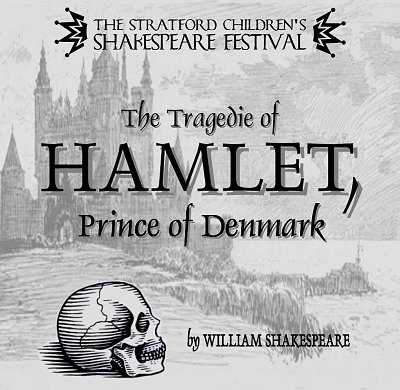 THE STRATFORD CHILDREN'S
SHAKESPEARE FESTIVAL
The Tragedie of
HAMLET,
Prince of Denmark
by WILLIAM SHAKESPEARE